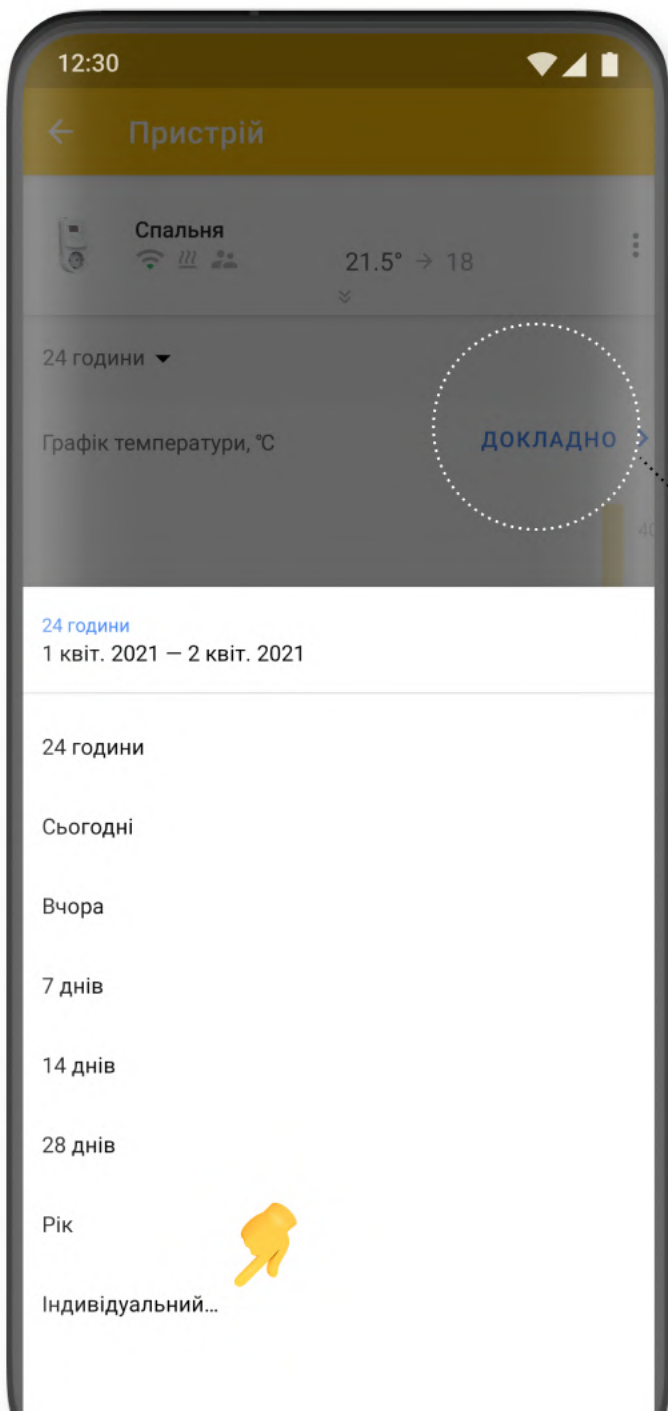 12:30
Пристрій
Спальня
21.5° → 18
24 години
Графік температури, °C
ДОКЛАДНО
40
24 години
1 квіт. 2021 — 2 квіт. 2021
24 години
Сьогодні
Вчора
7 днів
14 днів
28 днів
Рік
Індивідуальний...